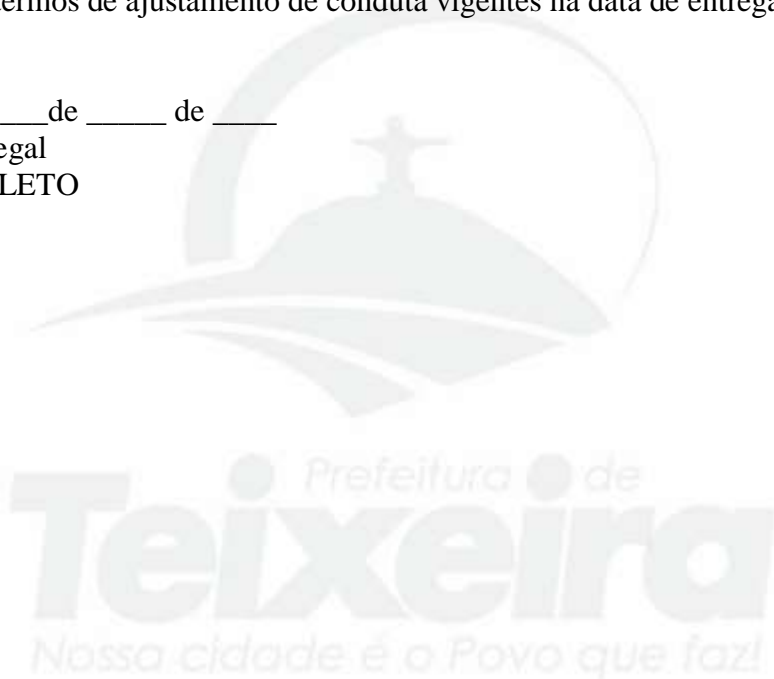 termos de ajustamento de conduta vigentes na data de entrega
___de _____ de ____
egal
LETO
Prefeitura de
Teixeira
Nossa cidade é o Povo que faz!